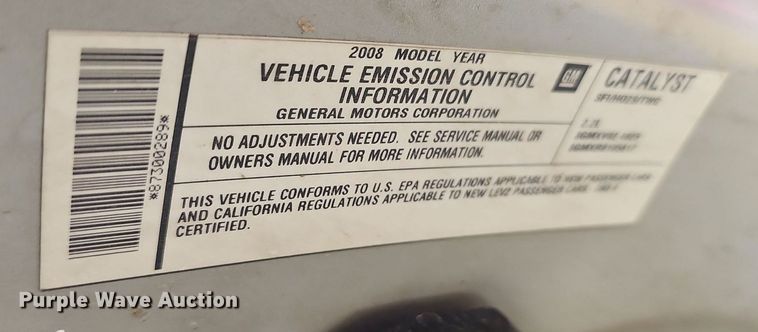 2008 MODEL YEAR
VEHICLE EMISSION CONTROL
INFORMATION
GENERAL MOTORS CORPORATION
GM
CATALYST
NO ADJUSTMENTS NEEDED. SEE SERVICE MANUAL OR
OWNERS MANUAL FOR MORE INFORMATION.
THIS VEHICLE CONFORMS TO U.S. EPA REGULATIONS APPLICABLE TO NEW PASSENGER CARS
AND CALIFORNIA REGULATIONS APPLICABLE TO NEW LEV2 PASSENGER CARS.
CERTIFIED.
*87300289*
Purple Wave Auction